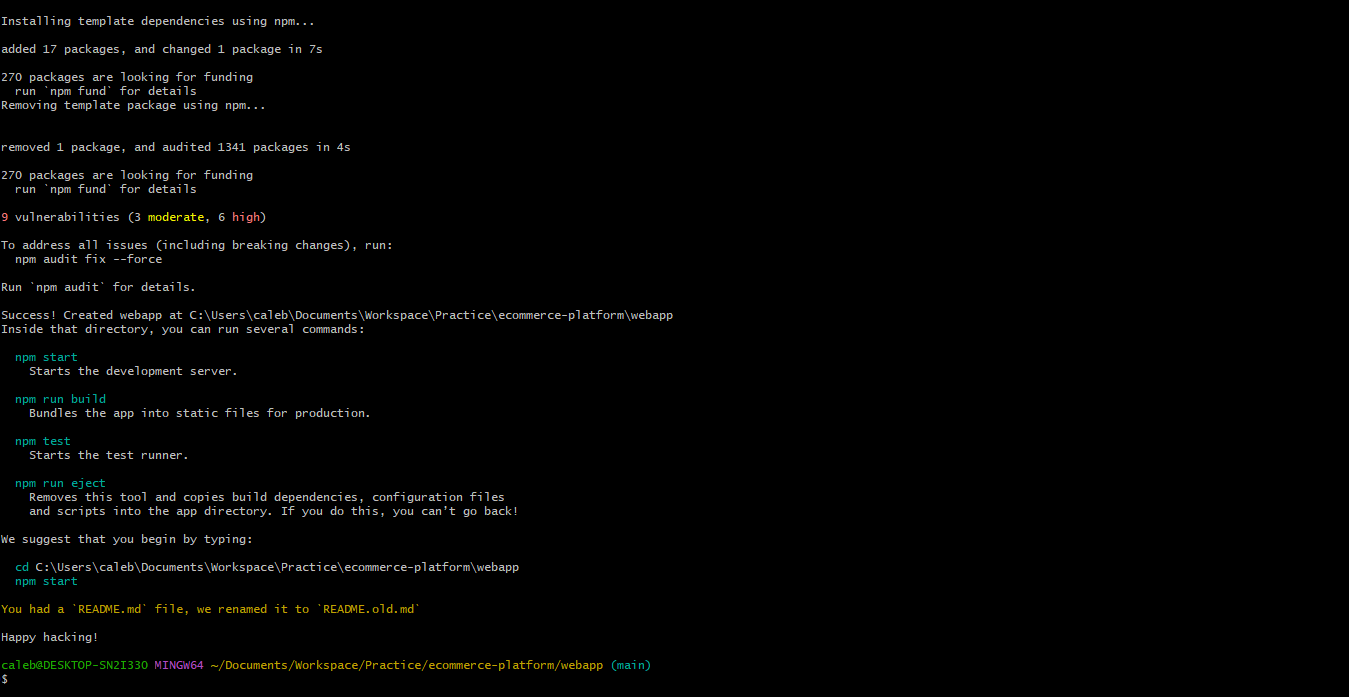 Installing template dependencies using npm...
added 17 packages, and changed 1 package in 7s
270 packages are looking for funding
run `npm fund` for details
Removing template package using npm...
removed 1 package, and audited 1341 packages in 4s
270 packages are looking for funding
run `npm fund` for details
9 vulnerabilities (3 moderate, 6 high)
To address all issues (including breaking changes), run:
npm audit fix --force
Run `npm audit` for details.
Success! Created webapp at C:\Users\caleb\Documents\Workspace\Practice\ecommerce-platform\webapp
Inside that directory, you can run several commands:
npm start
Starts the development server.
npm run build
Bundles the app into static files for production.
npm test
Starts the test runner.
npm run eject
Removes this tool and copies build dependencies, configuration files
and scripts into the app directory. If you do this, you can't go back!
We suggest that you begin by typing:
cd C:\Users\caleb\Documents\Workspace\Practice\ecommerce-platform\webapp
npm start
You had a `README.md` file, we renamed it to `README.old.md`
Happy hacking!
caleb@DESKTOP-SN2I33O MINGW64 ~/Documents/Workspace/Practice/ecommerce-platform/webapp (main)
$